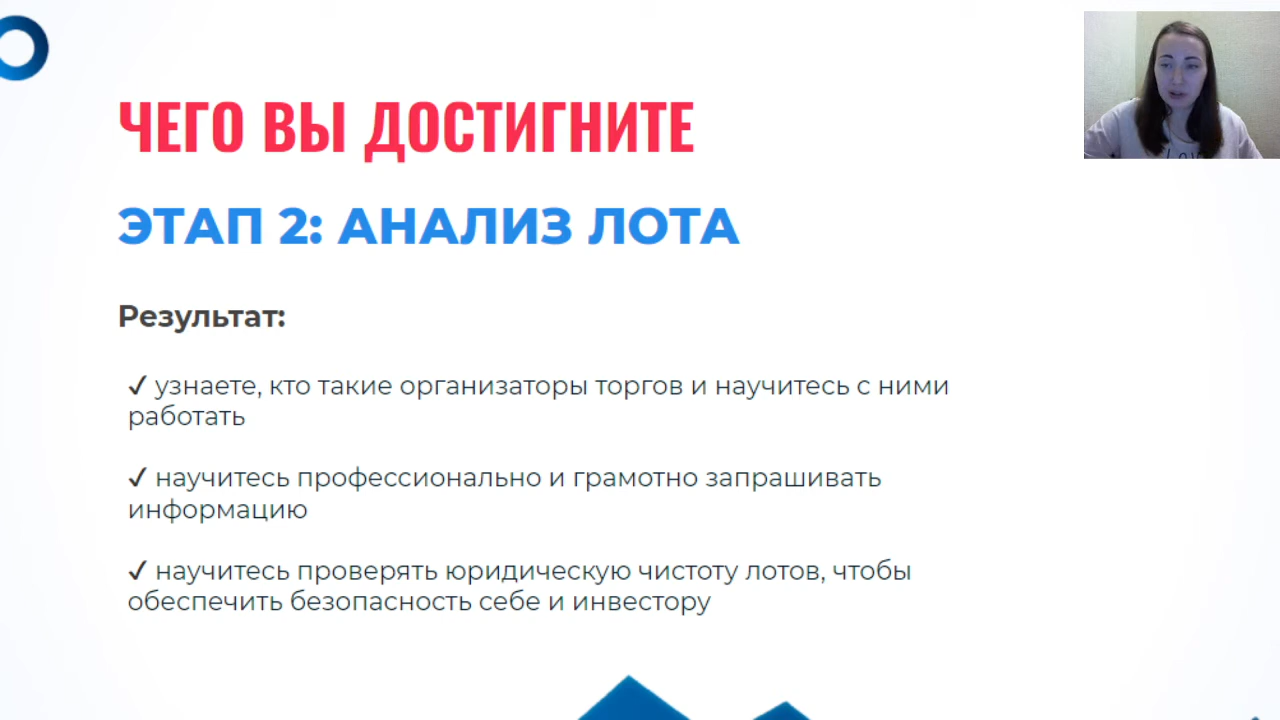 ЧЕГО ВЫ ДОСТИГНИТЕ
ЭТАП 2: АНАЛИЗ ЛОТА
Результат:
✓ узнаете, кто такие организаторы торгов и научитесь с ними
работать
✓ научитесь профессионально и грамотно запрашивать
информацию
✓ научитесь проверять юридическую чистоту лотов, чтобы
обеспечить безопасность себе и инвестору